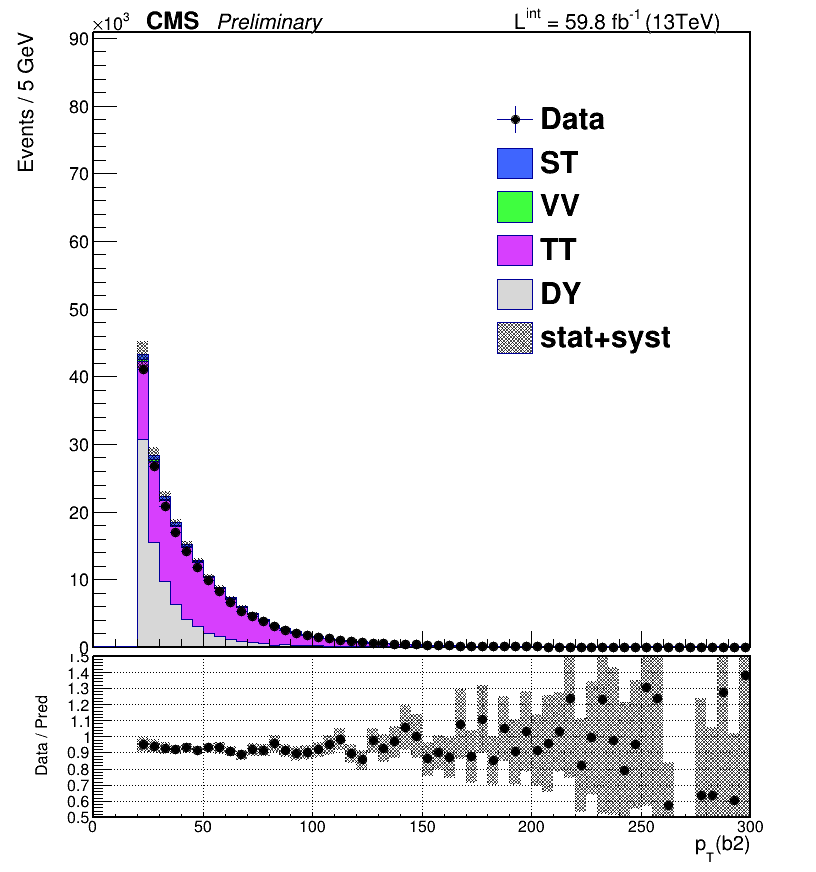 ×10³ CMS Preliminary L^int = 59.8 fb⁻¹ (13TeV)
Events / 5 GeV
90
80
70
60
50
40
30
20
10
0
Data
ST
VV
TT
DY
stat+syst
Data / Pred
1.5
1.4
1.3
1.2
1.1
1
0.9
0.8
0.7
0.6
0.5
0 50 100 150 200 250 300
p_T(b2)